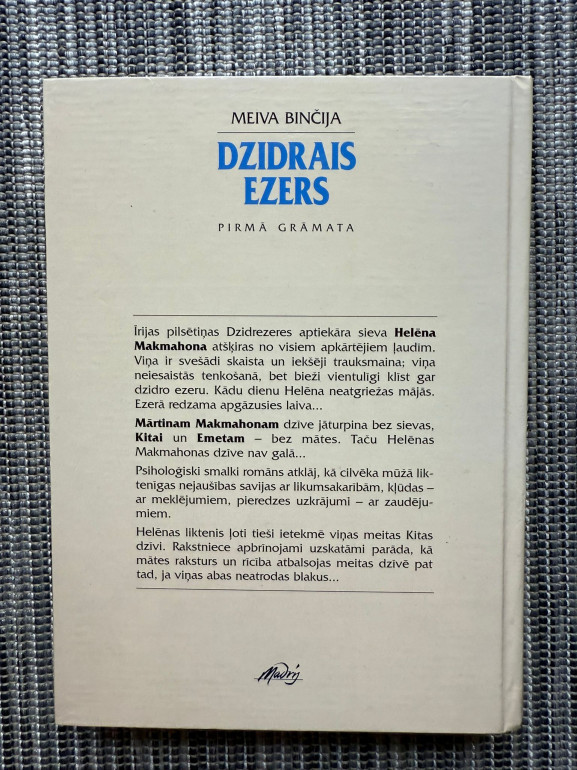 MEIVA BINČIJA
DZIDRAIS
EZERS
PIRMĀ GRĀMATA
Īrijas pilsētiņas Dzidrezeres aptiekāra sieva Helēna
Makmahona atšķiras no visiem apkārtējiem ļaudīm.
Viņa ir svešādi skaista un iekšēji trauksmaina; viņa
neiesaistās tenkošanā, bet bieži vientulīgi klīst gar
dzidro ezeru. Kādu dienu Helēna neatgriežas mājās.
Ezerā redzama apgāzusies laiva...
Mārtinam Makmahonam dzīve jāturpina bez sievas,
Kitai un Emetam – bez mātes. Taču Helēnas
Makmahonas dzīve nav galā...
Psiholoģiski smalki romāns atklāj, kā cilvēka mūžā lik-
tenīgas nejaušības savijas ar likumsakarībām, kļūdas –
ar meklējumiem, pieredzes uzkrājumi – ar zaudēju-
miem.
Helēnas liktenis ļoti tieši ietekmē viņas meitas Kitas
dzīvi. Rakstniece apbrīnojami uzskatāmi parāda, kā
mātes raksturs un rīcība atbalsojas meitas dzīvē pat
tad, ja viņas abas neatrodas blakus...
Madris